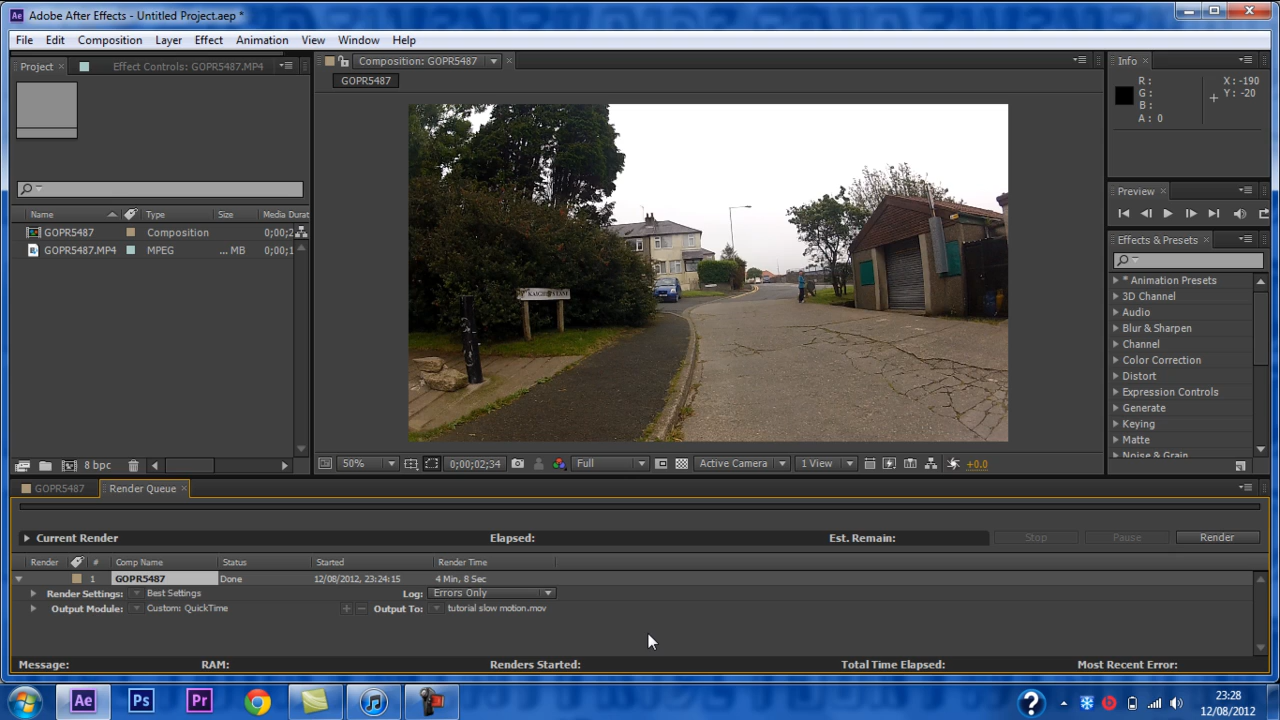 Ae Adobe After Effects - Untitled Project.aep *
File Edit Composition Layer Effect Animation View Window Help
Project × Effect Controls: GOPR5487.MP4
Composition: GOPR5487 ×
GOPR5487
Info ×
R :
G :
B :
A : 0
X : -190
Y : -20
Name Type Size Media Durat
GOPR5487 Composition 0;00;2
GOPR5487.MP4 MPEG ... MB 0;00;1
8 bpc
50% 0;00;02;34 Full Active Camera 1 View +0.0
Preview ×
Effects & Presets ×
* Animation Presets
3D Channel
Audio
Blur & Sharpen
Channel
Color Correction
Distort
Expression Controls
Generate
Keying
Matte
Noise & Grain
GOPR5487 Render Queue ×
Current Render Elapsed: Est. Remain: Stop Pause Render
Render # Comp Name Status Started Render Time
1 GOPR5487 Done 12/08/2012, 23:24:15 4 Min, 8 Sec
Render Settings: Best Settings Log: Errors Only
Output Module: Custom: QuickTime Output To: tutorial slow motion.mov
Message: RAM: Renders Started: Total Time Elapsed: Most Recent Error:
Ae Ps Pr
23:28
12/08/2012